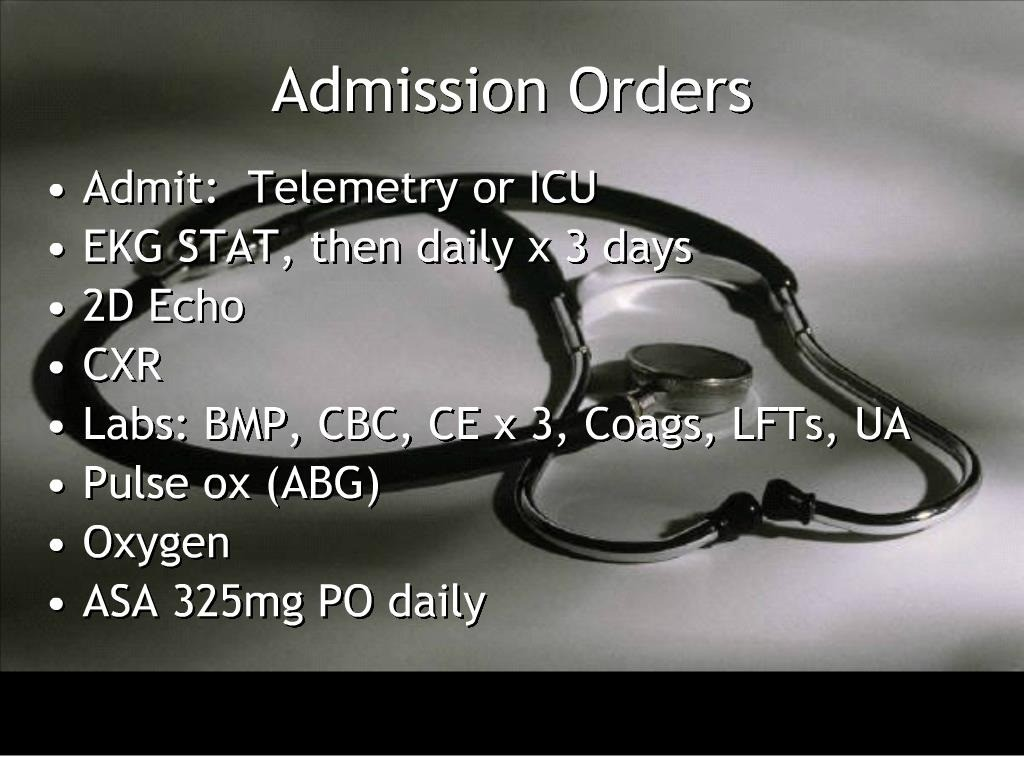 Admission Orders
• Admit:  Telemetry or ICU
• EKG STAT, then daily x 3 days
• 2D Echo
• CXR
• Labs: BMP, CBC, CE x 3, Coags, LFTs, UA
• Pulse ox (ABG)
• Oxygen
• ASA 325mg PO daily